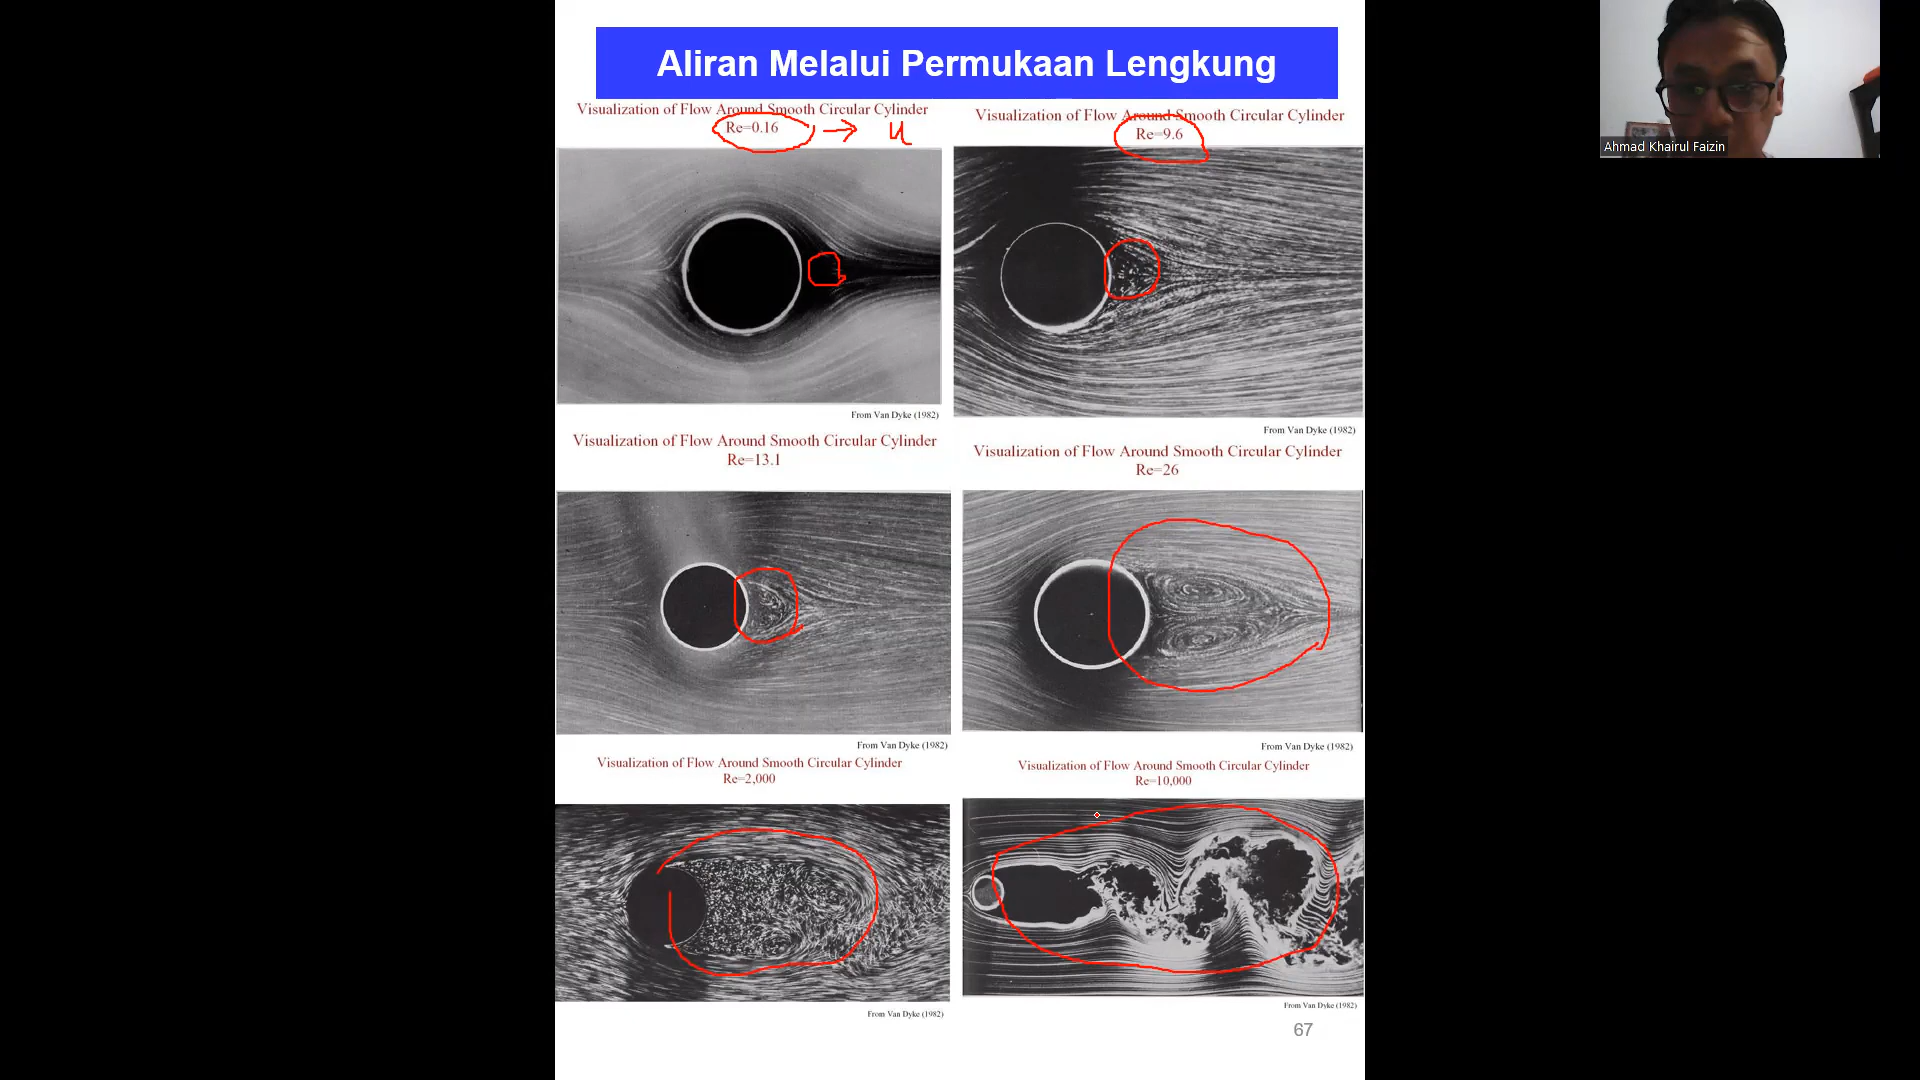 Aliran Melalui Permukaan Lengkung
Visualization of Flow Around Smooth Circular Cylinder
Re=0.16
u
Visualization of Flow Around Smooth Circular Cylinder
Re=9.6
From Van Dyke (1982)
From Van Dyke (1982)
Visualization of Flow Around Smooth Circular Cylinder
Re=13.1
Visualization of Flow Around Smooth Circular Cylinder
Re=26
From Van Dyke (1982)
From Van Dyke (1982)
Visualization of Flow Around Smooth Circular Cylinder
Re=2,000
Visualization of Flow Around Smooth Circular Cylinder
Re=10,000
From Van Dyke (1982)
From Van Dyke (1982)
67
Ahmad Khairul Faizin